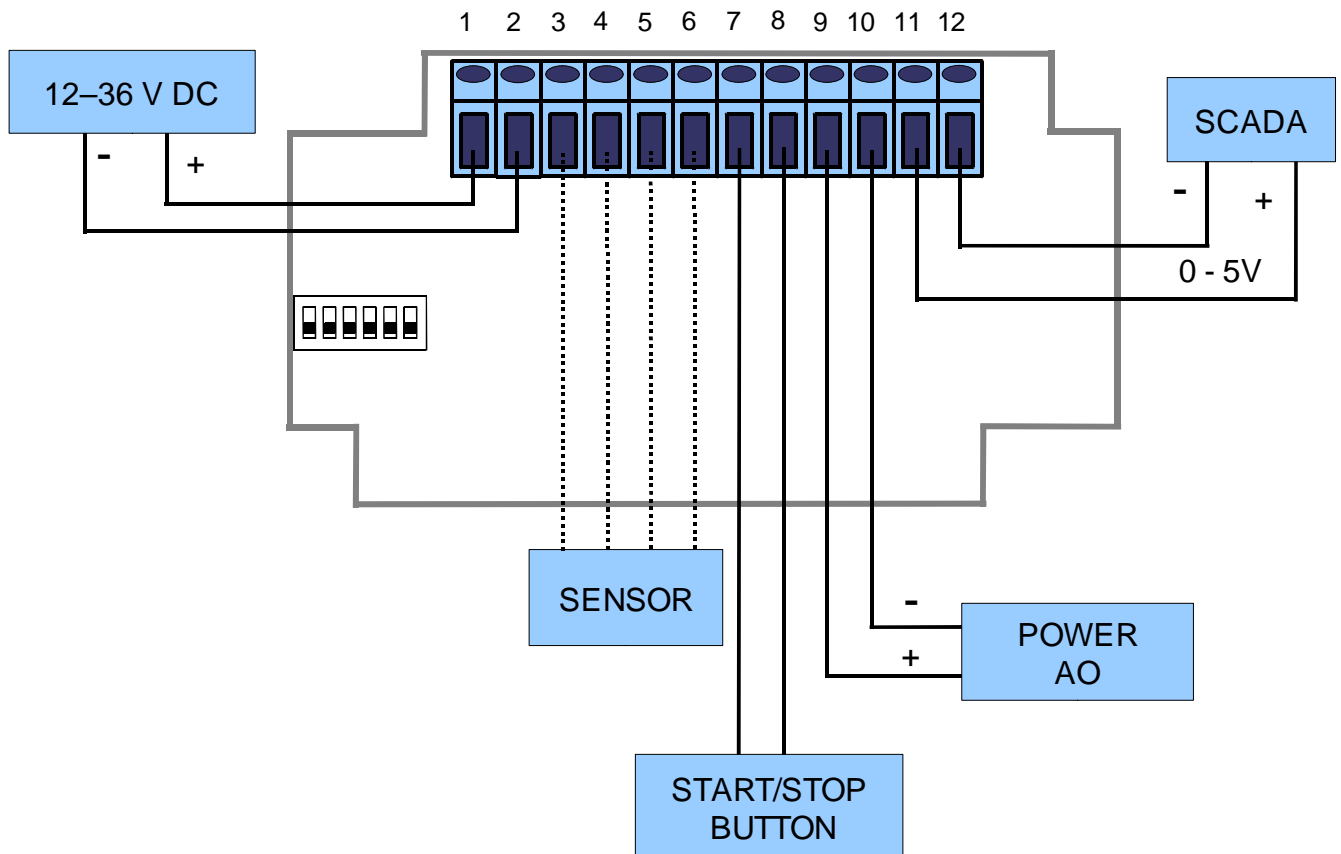 1 2 3 4 5 6 7 8 9 10 11 12
12–36 V DC
- +
SCADA
- +
0 - 5V
SENSOR
-
+
POWER
AO
START/STOP
BUTTON